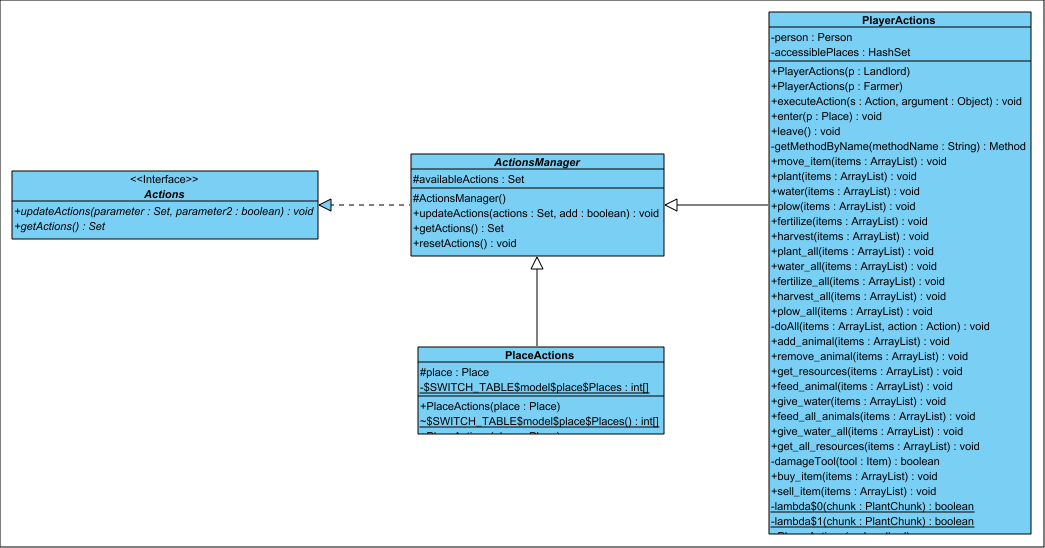 <<Interface>>
Actions
+updateActions(parameter : Set, parameter2 : boolean) : void
+getActions() : Set
ActionsManager
#availableActions : Set
#ActionsManager()
+updateActions(actions : Set, add : boolean) : void
+getActions() : Set
+resetActions() : void
PlaceActions
#place : Place
-$SWITCH_TABLE$model$place$Places : int[]
+PlaceActions(place : Place)
~$SWITCH_TABLE$model$place$Places() : int[]
PlayerActions
-person : Person
-accessiblePlaces : HashSet
+PlayerActions(p : Landlord)
+PlayerActions(p : Farmer)
+executeAction(s : Action, argument : Object) : void
+enter(p : Place) : void
+leave() : void
-getMethodByName(methodName : String) : Method
+move_item(items : ArrayList) : void
+plant(items : ArrayList) : void
+water(items : ArrayList) : void
+plow(items : ArrayList) : void
+fertilize(items : ArrayList) : void
+harvest(items : ArrayList) : void
+plant_all(items : ArrayList) : void
+water_all(items : ArrayList) : void
+fertilize_all(items : ArrayList) : void
+harvest_all(items : ArrayList) : void
+plow_all(items : ArrayList) : void
-doAll(items : ArrayList, action : Action) : void
+add_animal(items : ArrayList) : void
+remove_animal(items : ArrayList) : void
+get_resources(items : ArrayList) : void
+feed_animal(items : ArrayList) : void
+give_water(items : ArrayList) : void
+feed_all_animals(items : ArrayList) : void
+give_water_all(items : ArrayList) : void
+get_all_resources(items : ArrayList) : void
-damageTool(tool : Item) : boolean
+buy_item(items : ArrayList) : void
+sell_item(items : ArrayList) : void
-lambda$0(chunk : PlantChunk) : boolean
-lambda$1(chunk : PlantChunk) : boolean